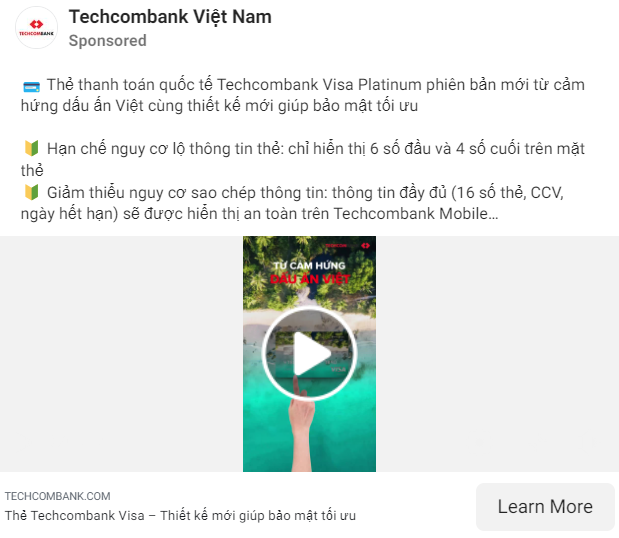 Techcombank Việt Nam
TECHCOMBANK
Sponsored
Thẻ thanh toán quốc tế Techcombank Visa Platinum phiên bản mới từ cảm
hứng dấu ấn Việt cùng thiết kế mới giúp bảo mật tối ưu
Hạn chế nguy cơ lộ thông tin thẻ: chỉ hiển thị 6 số đầu và 4 số cuối trên mặt
thẻ
Giảm thiểu nguy cơ sao chép thông tin: thông tin đầy đủ (16 số thẻ, CCV,
ngày hết hạn) sẽ được hiển thị an toàn trên Techcombank Mobile...
TỪ CẢM HỨNG
DẤU ẤN VIỆT
TECHCOMBANK.COM
Thẻ Techcombank Visa – Thiết kế mới giúp bảo mật tối ưu
Learn More